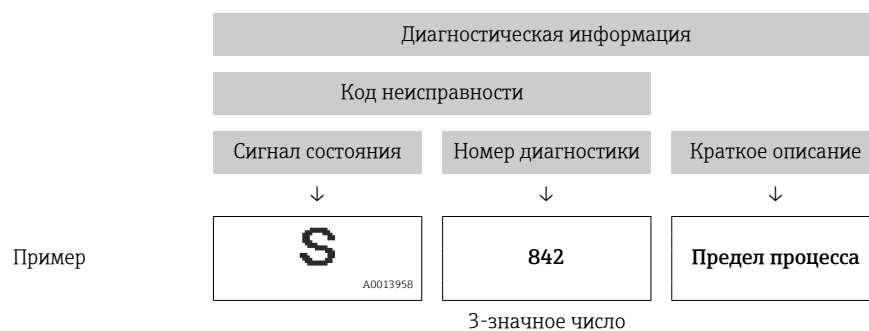 Диагностическая информация
Код неисправности
Сигнал состояния Номер диагностики Краткое описание
↓ ↓ ↓
Пример S 842 Предел процесса
A0013958
3-значное число